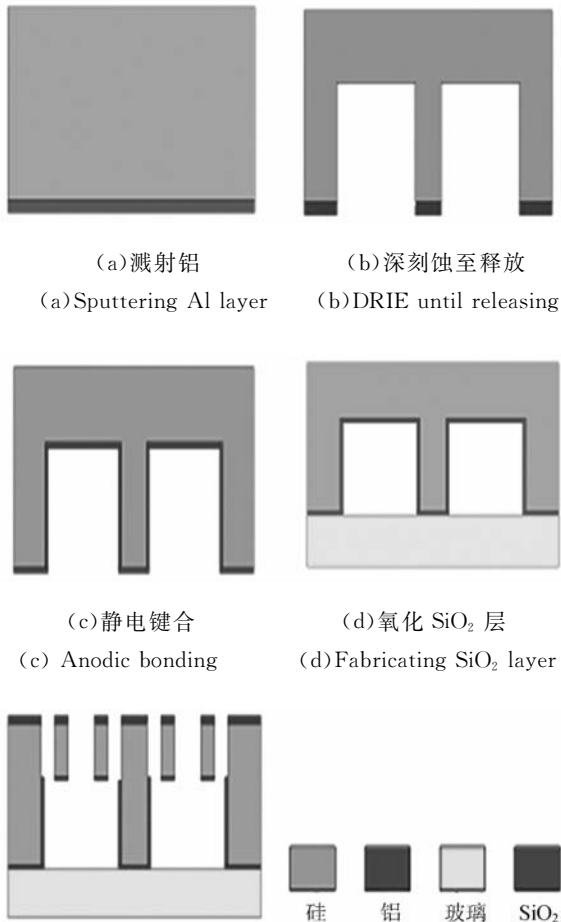 (a)溅射铝
(b)深刻蚀至释放
(a)Sputtering Al layer
(b)DRIE until releasing
(c)静电键合
(d)氧化 SiO₂ 层
(c) Anodic bonding
(d)Fabricating SiO₂ layer
硅 铝 玻璃 SiO₂